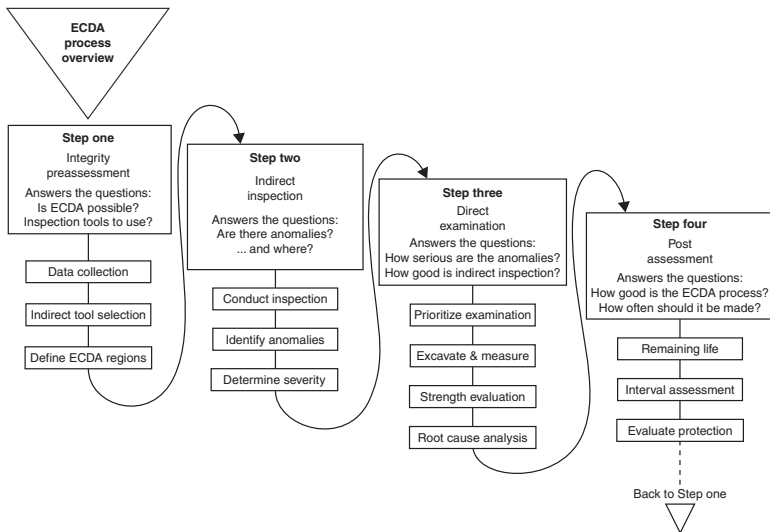 ECDA
process
overview
Step one
Integrity
preassessment
Answers the questions:
Is ECDA possible?
Inspection tools to use?
Data collection
Indirect tool selection
Define ECDA regions
Step two
Indirect
inspection
Answers the questions:
Are there anomalies?
... and where?
Conduct inspection
Identify anomalies
Determine severity
Step three
Direct
examination
Answers the questions:
How serious are the anomalies?
How good is indirect inspection?
Prioritize examination
Excavate & measure
Strength evaluation
Root cause analysis
Step four
Post
assessment
Answers the questions:
How good is the ECDA process?
How often should it be made?
Remaining life
Interval assessment
Evaluate protection
Back to Step one